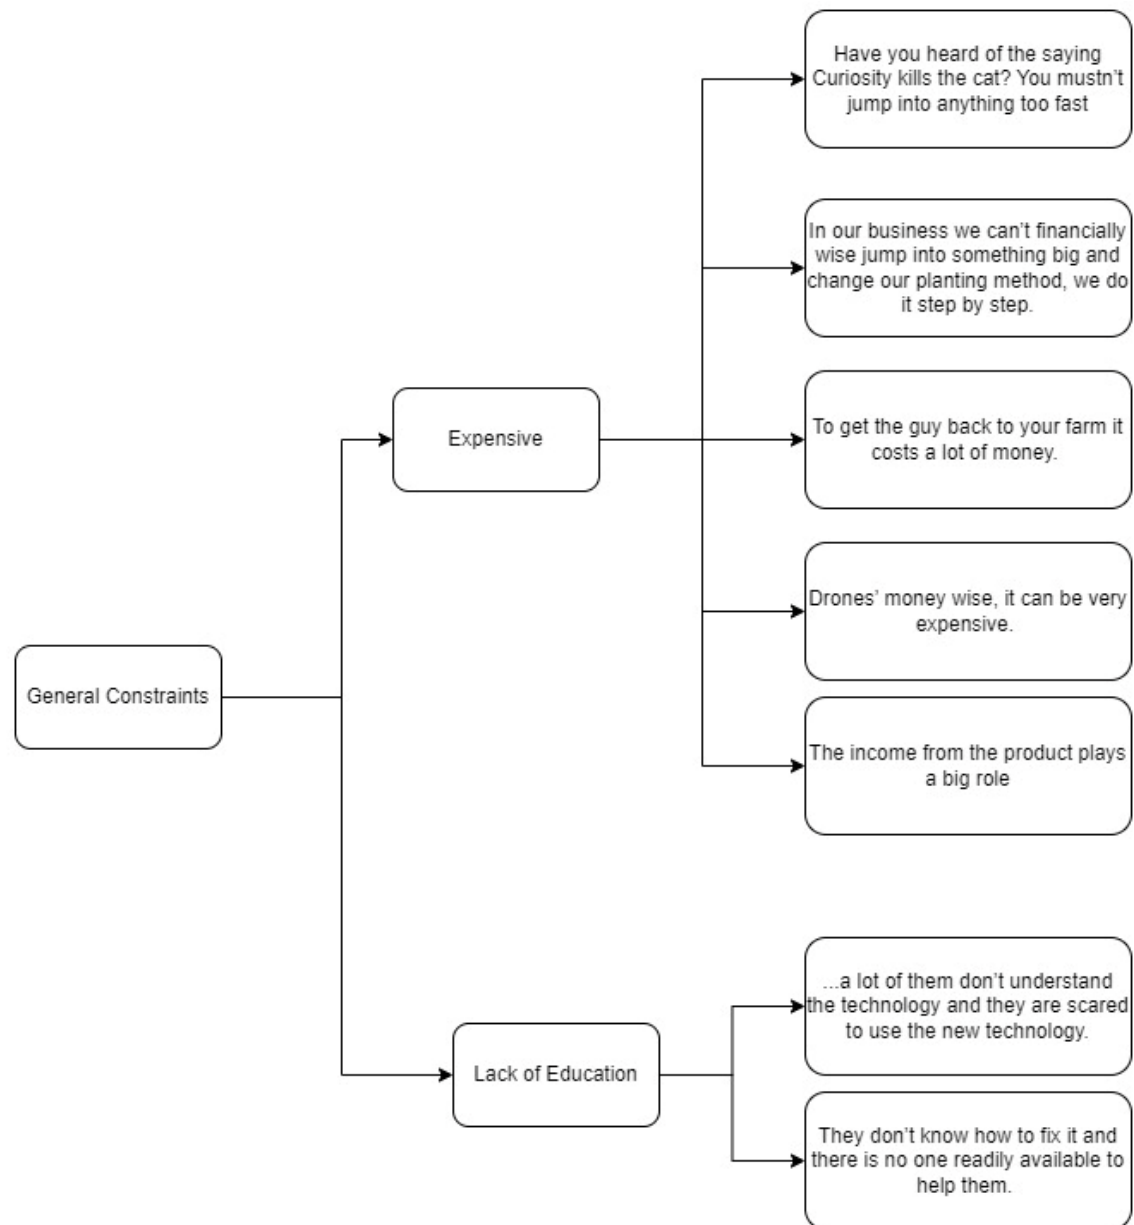 Have you heard of the saying
Curiosity kills the cat? You mustn't
jump into anything too fast
In our business we can't financially
wise jump into something big and
change our planting method, we do
it step by step.
Expensive
To get the guy back to your farm it
costs a lot of money.
Drones' money wise, it can be very
expensive.
General Constraints
The income from the product plays
a big role
Lack of Education
...a lot of them don't understand
the technology and they are scared
to use the new technology.
They don't know how to fix it and
there is no one readily available to
help them.